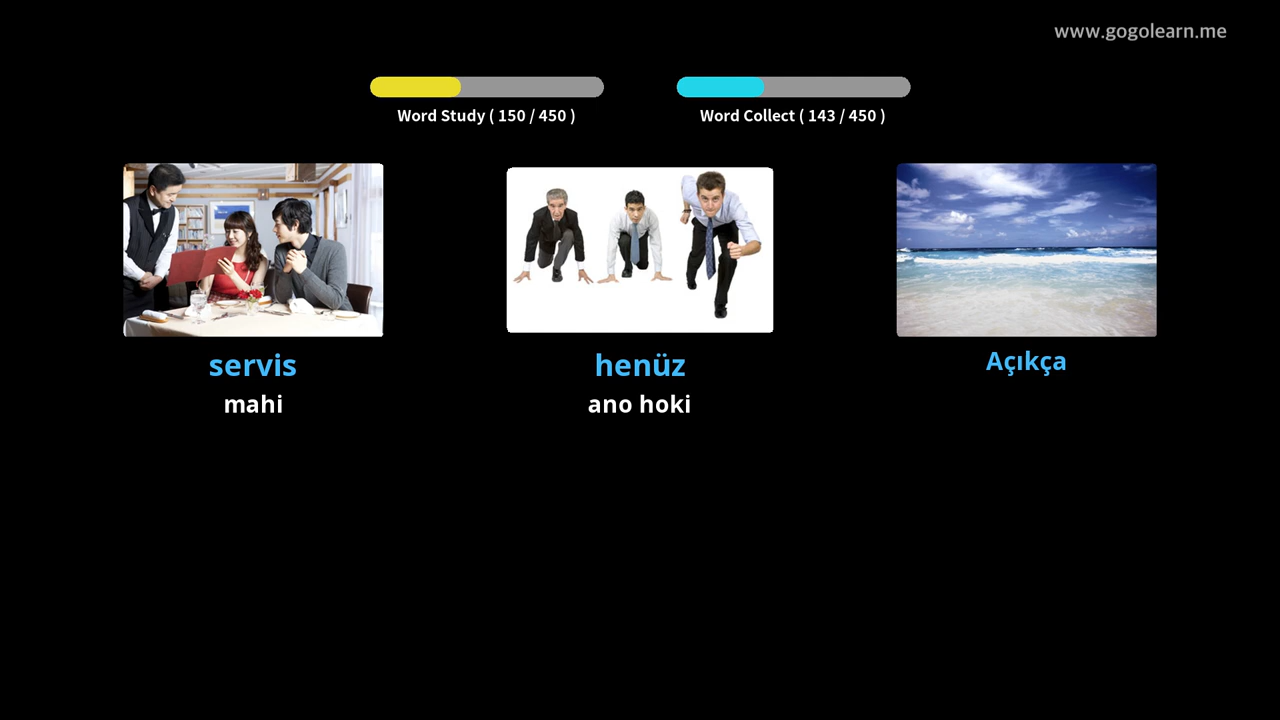 www.gogolearn.me
Word Study ( 150 / 450 )
Word Collect ( 143 / 450 )
servis
mahi
henüz
ano hoki
Açıkça